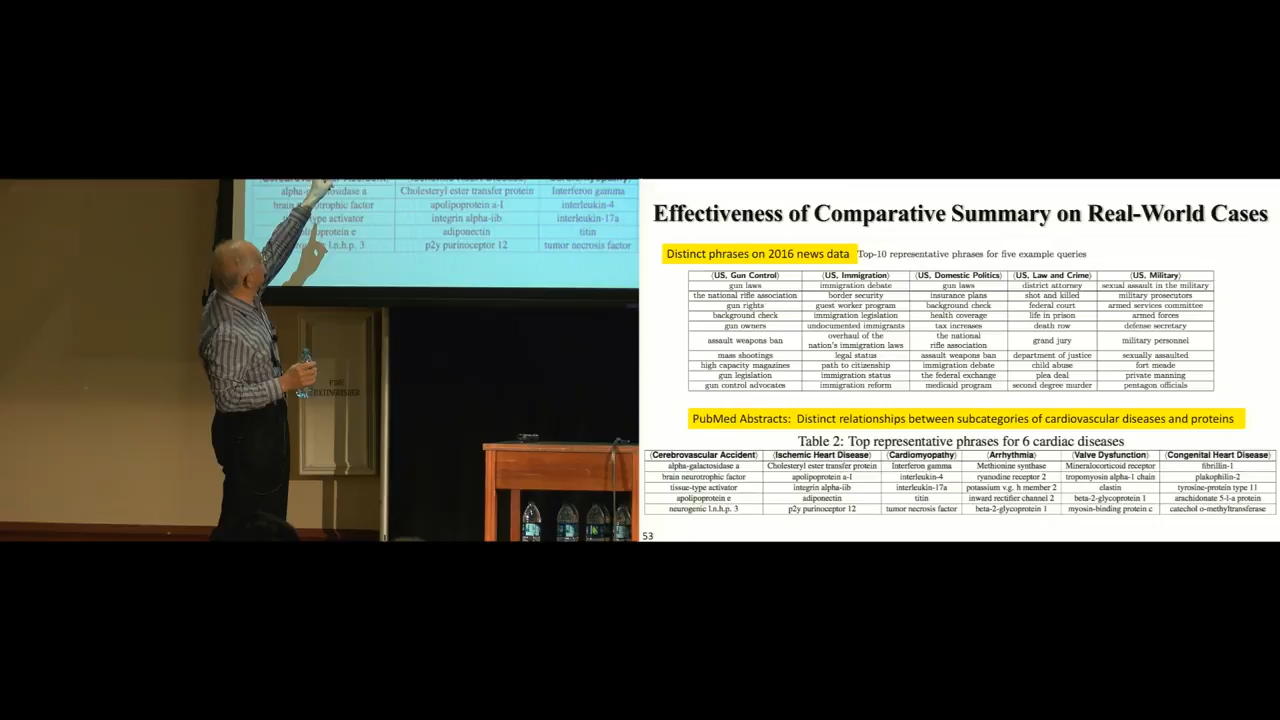 alpha-galactosidase a Cholesteryl ester transfer protein Interferon gamma
brain neurotrophic factor apolipoprotein a-I interleukin-4
type activator integrin alpha-iib interleukin-17a
oprotein e adiponectin titin
l.n.h.p. 3 p2y purinoceptor 12 tumor necrosis factor
FIRE
EXTINGUISHER
Effectiveness of Comparative Summary on Real-World Cases
Distinct phrases on 2016 news data Top-10 representative phrases for five example queries
⟨US, Gun Control⟩ ⟨US, Immigration⟩ ⟨US, Domestic Politics⟩ ⟨US, Law and Crime⟩ ⟨US, Military⟩
gun laws immigration debate gun laws district attorney sexual assault in the military
the national rifle association border security insurance plans shot and killed military prosecutors
gun rights guest worker program background check federal court armed services committee
background check immigration legislation health coverage life in prison armed forces
gun owners undocumented immigrants tax increases death row defense secretary
assault weapons ban overhaul of the nation's immigration laws the national rifle association grand jury military personnel
mass shootings legal status assault weapons ban department of justice sexually assaulted
high capacity magazines path to citizenship immigration debate child abuse fort meade
gun legislation immigration status the federal exchange plea deal private manning
gun control advocates immigration reform medicaid program second degree murder pentagon officials
PubMed Abstracts: Distinct relationships between subcategories of cardiovascular diseases and proteins
Table 2: Top representative phrases for 6 cardiac diseases
⟨Cerebrovascular Accident⟩ ⟨Ischemic Heart Disease⟩ ⟨Cardiomyopathy⟩ ⟨Arrhythmia⟩ ⟨Valve Dysfunction⟩ ⟨Congenital Heart Disease⟩
alpha-galactosidase a Cholesteryl ester transfer protein Interferon gamma Methionine synthase Mineralocorticoid receptor fibrillin-1
brain neurotrophic factor apolipoprotein a-I interleukin-4 ryanodine receptor 2 tropomyosin alpha-1 chain plakophilin-2
tissue-type activator integrin alpha-iib interleukin-17a potassium v.g. h member 2 elastin tyrosine-protein type 11
apolipoprotein e adiponectin titin inward rectifier channel 2 beta-2-glycoprotein 1 arachidonate 5-l-a protein
neurogenic l.n.h.p. 3 p2y purinoceptor 12 tumor necrosis factor beta-2-glycoprotein 1 myosin-binding protein c catechol o-methyltransferase
53